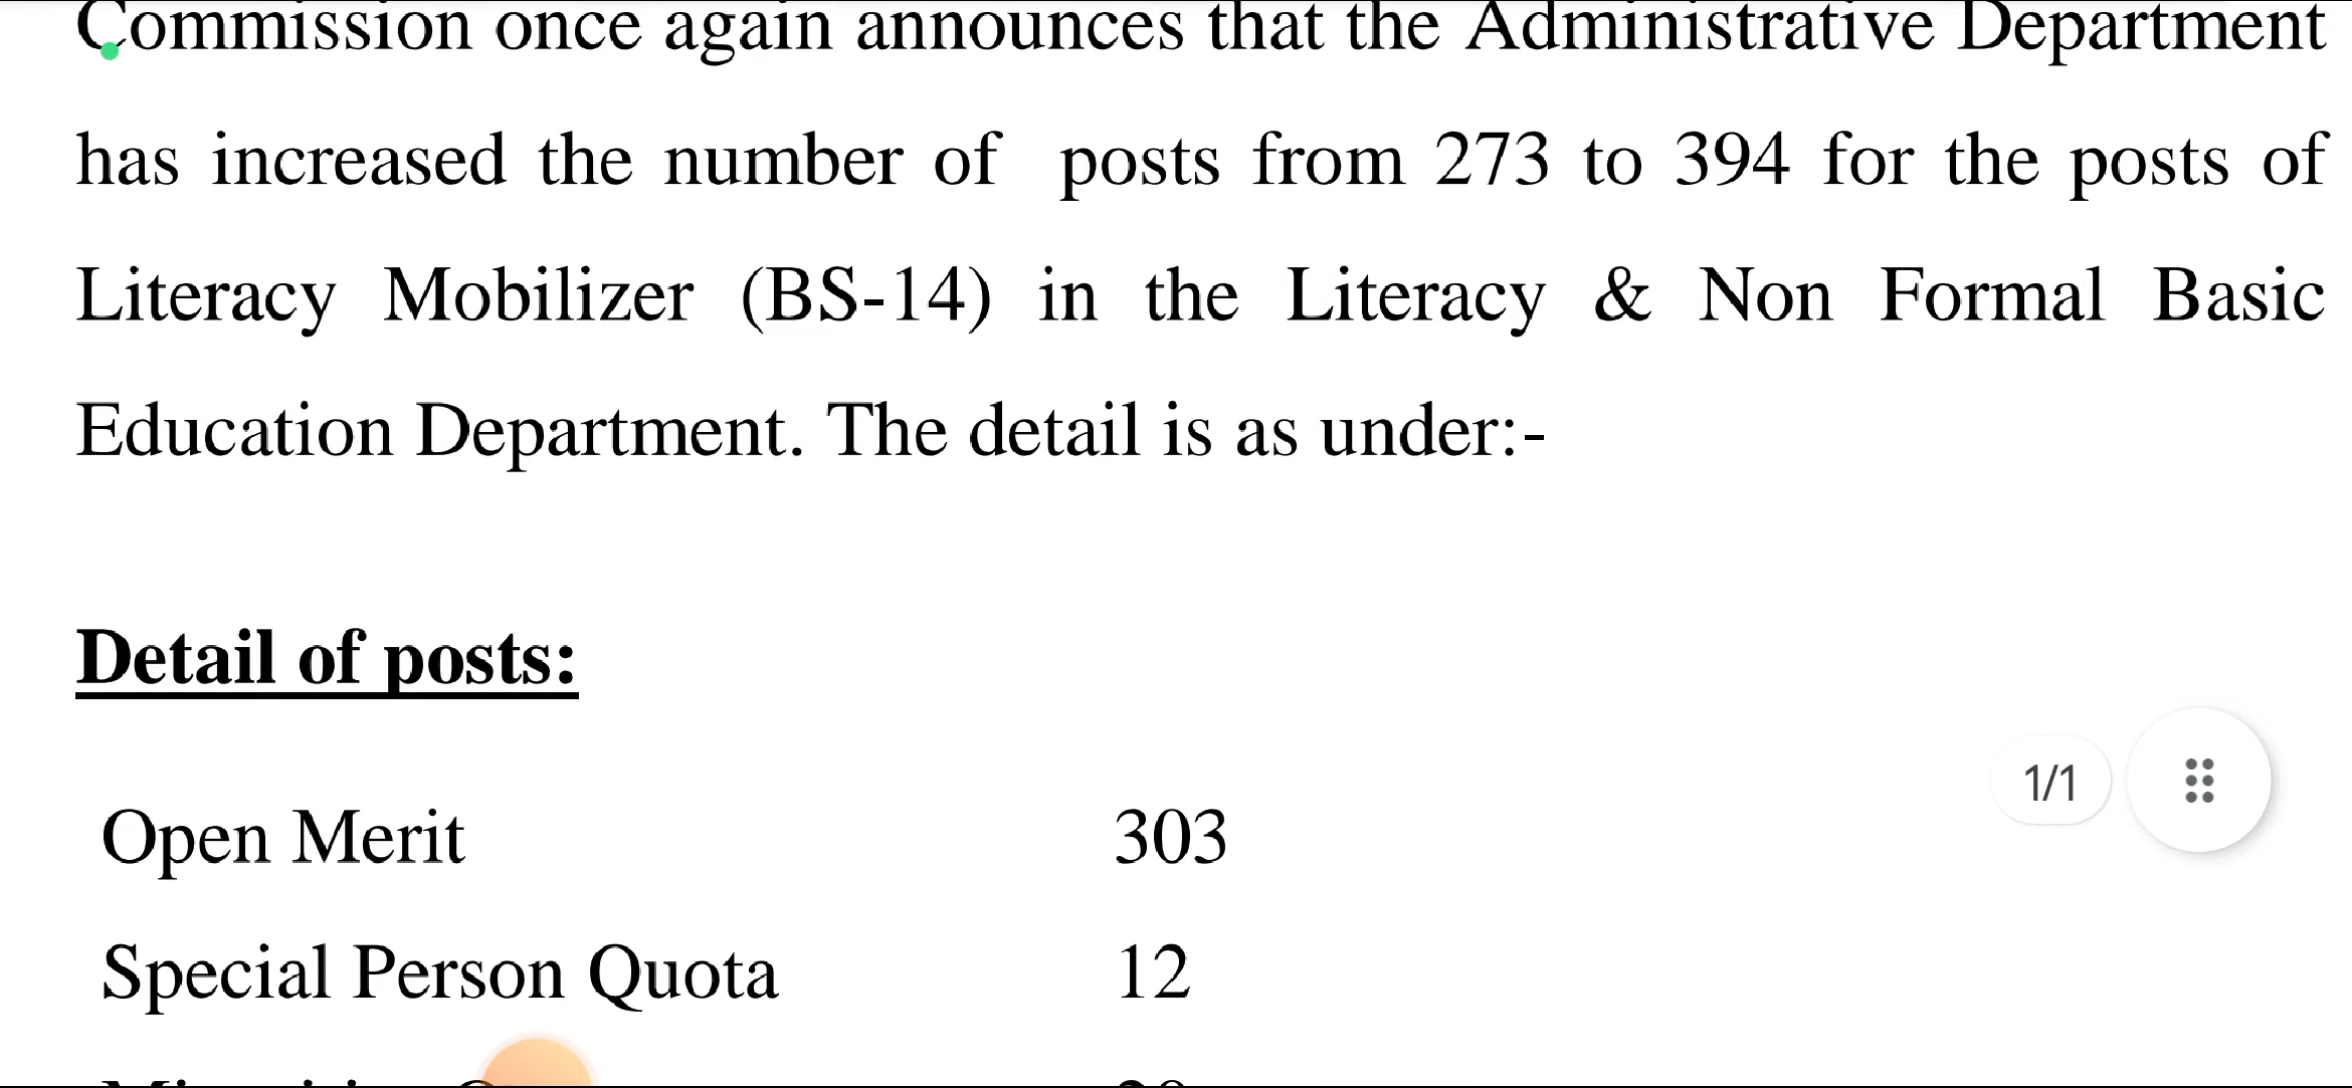 Commission once again announces that the Administrative Department
has increased the number of posts from 273 to 394 for the posts of
Literacy Mobilizer (BS-14) in the Literacy & Non Formal Basic
Education Department. The detail is as under:-
Detail of posts:
1/1
Open Merit 303
Special Person Quota 12